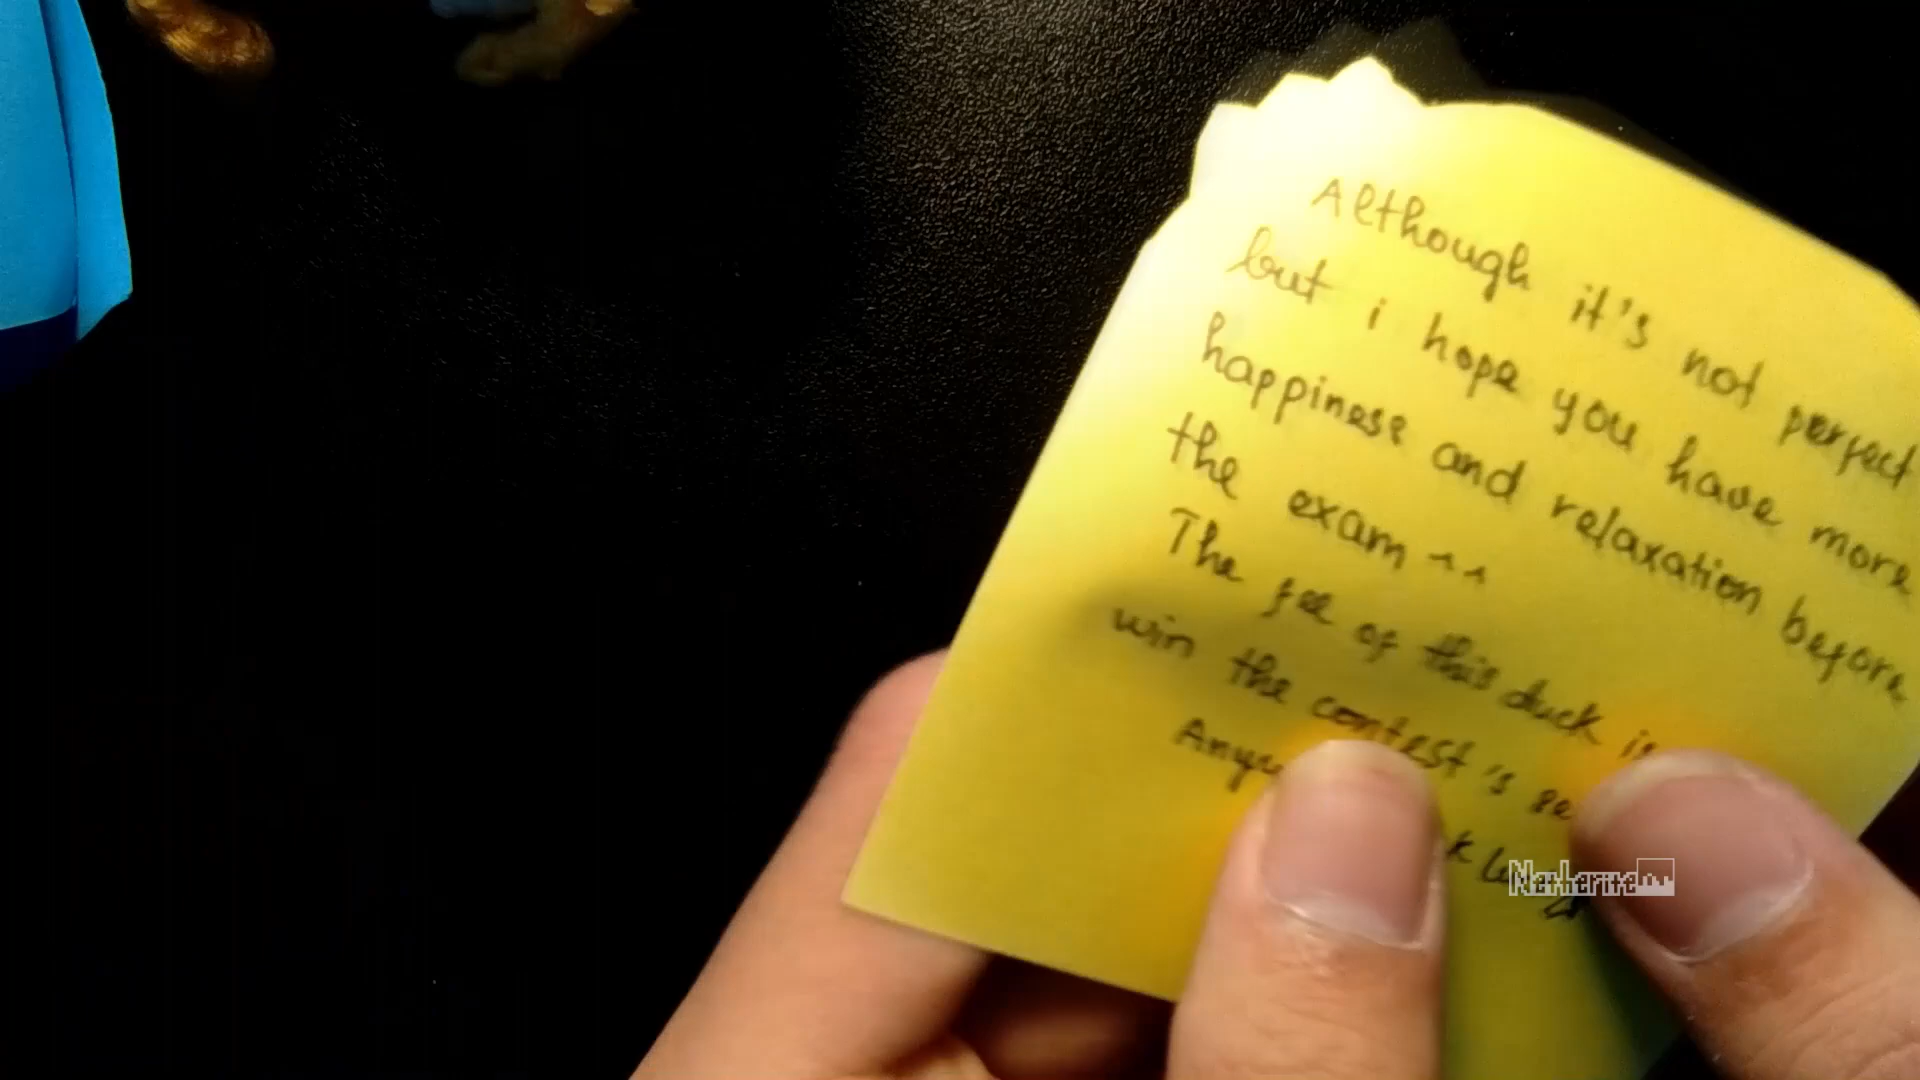 Although it's not perfect
but i hope you have more
happiness and relaxation before
the exam ^^
The fee of this duck is
win the contest's
Netherite